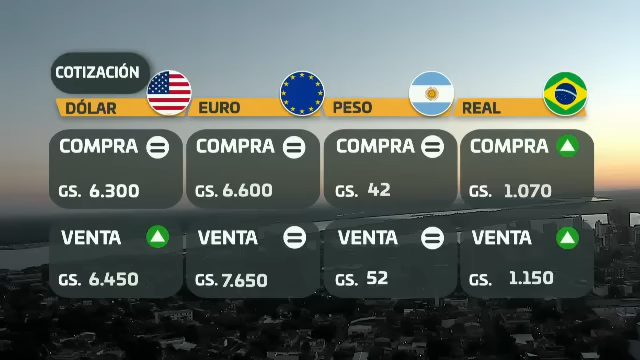 COTIZACIÓN
DÓLAR EURO PESO REAL
COMPRA COMPRA COMPRA COMPRA
GS. 6.300 GS. 6.600 GS. 42 GS. 1.070
VENTA VENTA VENTA VENTA
GS. 6.450 GS. 7.650 GS. 52 GS. 1.150